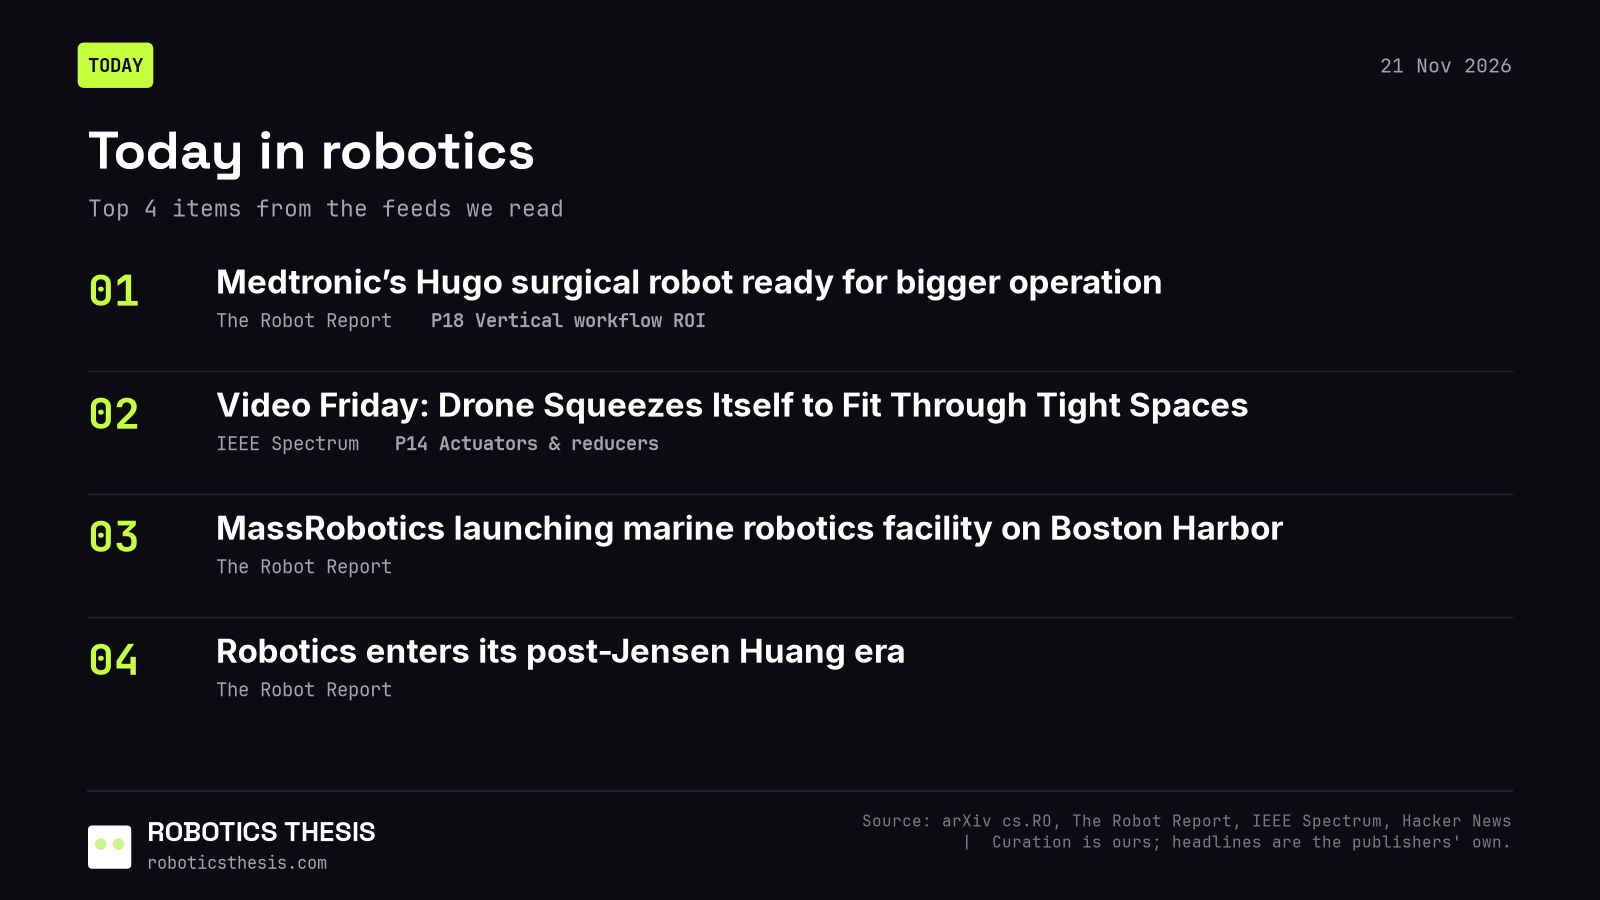 TODAY
21 Nov 2026
Today in robotics
Top 4 items from the feeds we read
01
Medtronic’s Hugo surgical robot ready for bigger operation
The Robot Report P18 Vertical workflow ROI
02
Video Friday: Drone Squeezes Itself to Fit Through Tight Spaces
IEEE Spectrum P14 Actuators & reducers
03
MassRobotics launching marine robotics facility on Boston Harbor
The Robot Report
04
Robotics enters its post-Jensen Huang era
The Robot Report
ROBOTICS THESIS
roboticsthesis.com
Source: arXiv cs.RO, The Robot Report, IEEE Spectrum, Hacker News
| Curation is ours; headlines are the publishers' own.